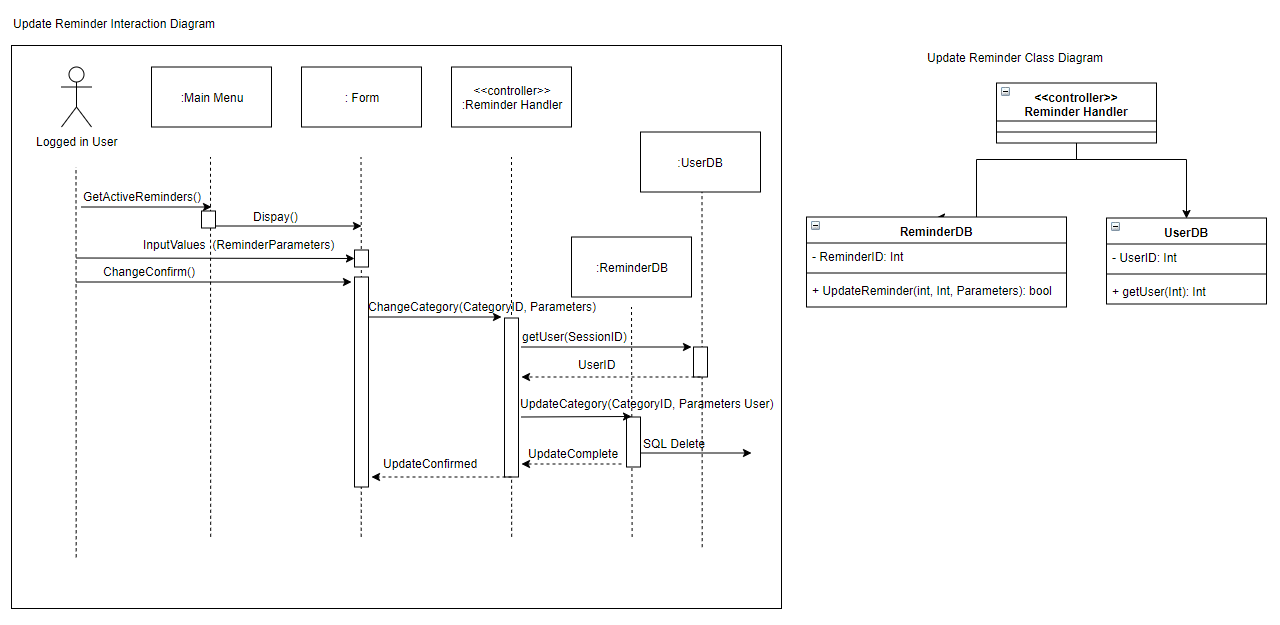 Update Reminder Interaction Diagram
Logged in User
:Main Menu
: Form
<<controller>>
:Reminder Handler
:UserDB
:ReminderDB
GetActiveReminders()
Dispay()
InputValues (ReminderParameters)
ChangeConfirm()
ChangeCategory(CategoryID, Parameters)
getUser(SessionID)
UserID
UpdateCategory(CategoryID, Parameters User)
SQL Delete
UpdateComplete
UpdateConfirmed
Update Reminder Class Diagram
<<controller>>
Reminder Handler
ReminderDB
- ReminderID: Int
+ UpdateReminder(int, Int, Parameters): bool
UserDB
- UserID: Int
+ getUser(Int): Int